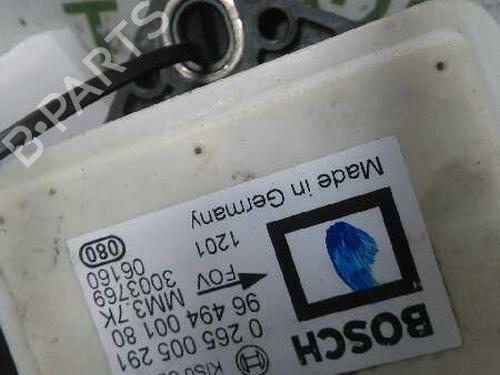 B-PARTS
BOSCH
Made in Germany
0 265 005 291
96 494 001 80
MM3.7K FOV 1201
3003769
06160
080